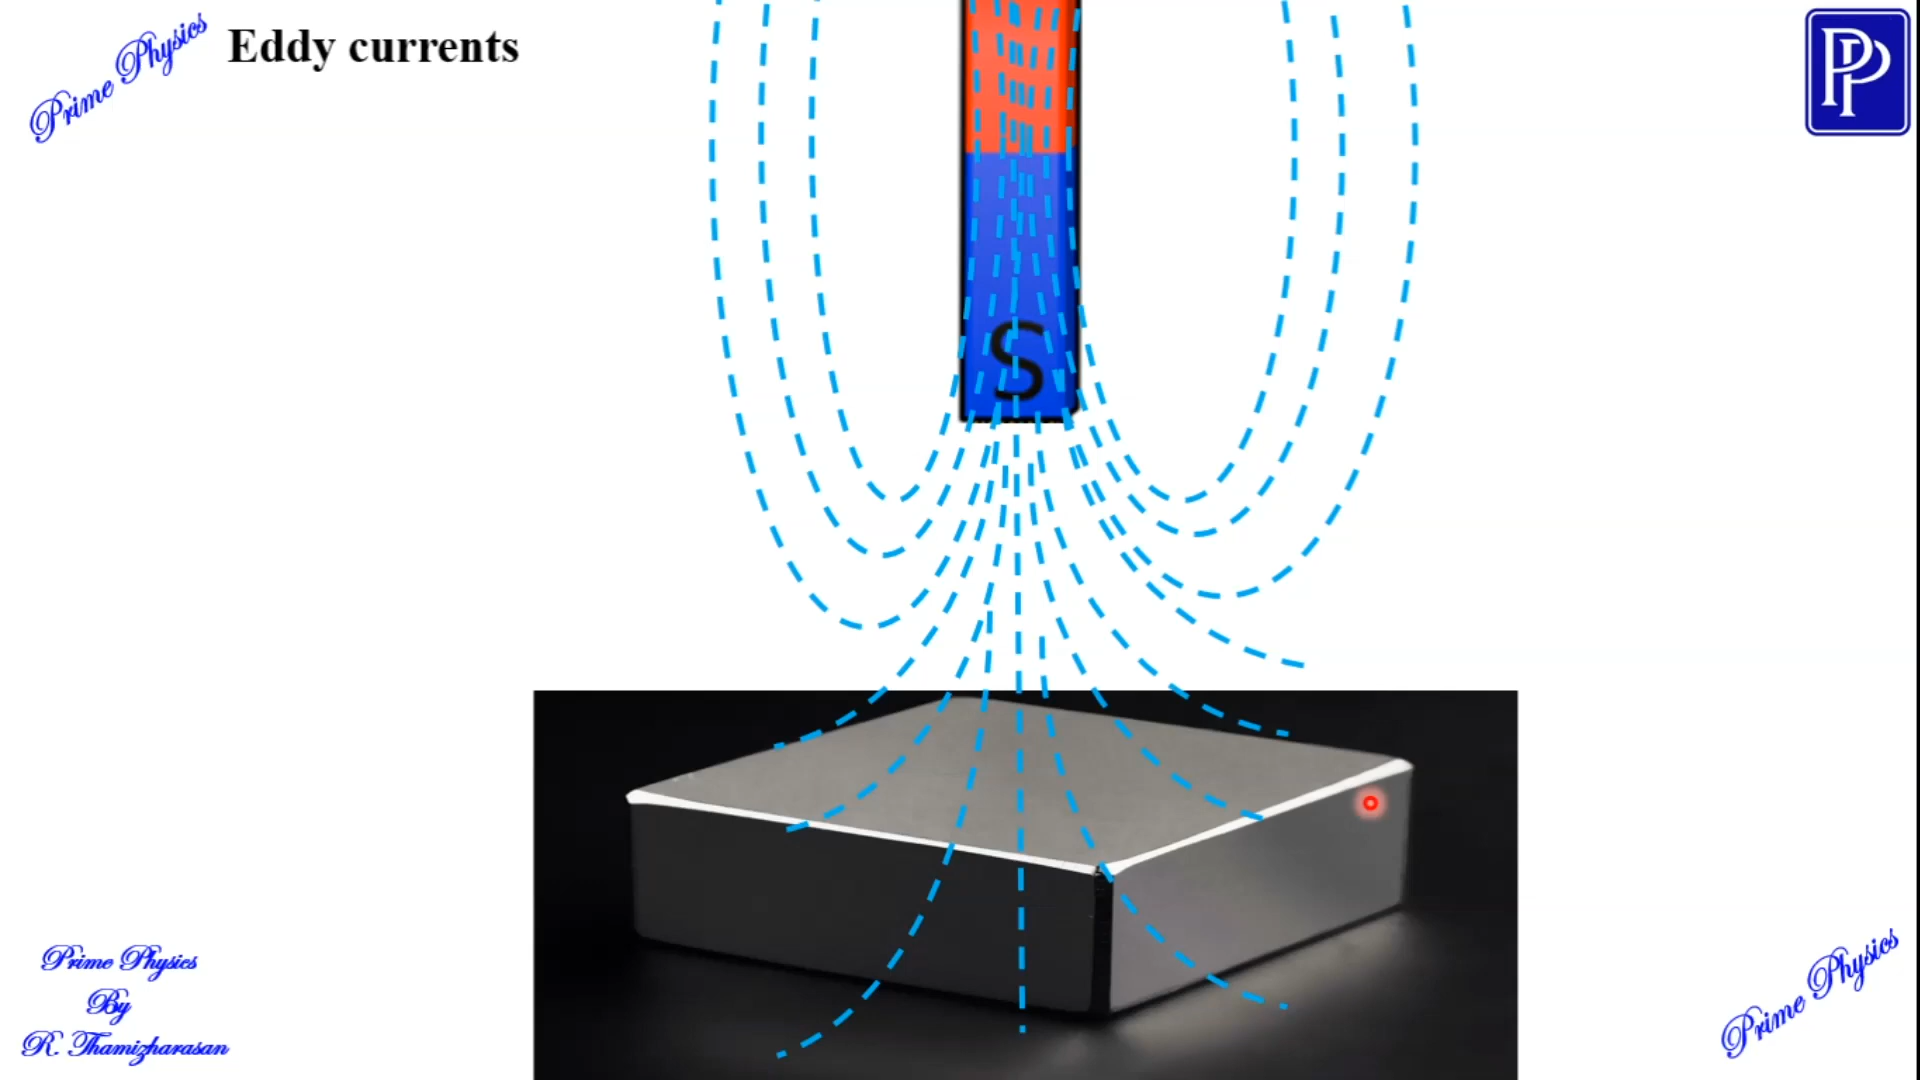 Prime Physics
Eddy currents
PP
S
Prime Physics
By
R. Thamizharasan
Prime Physics